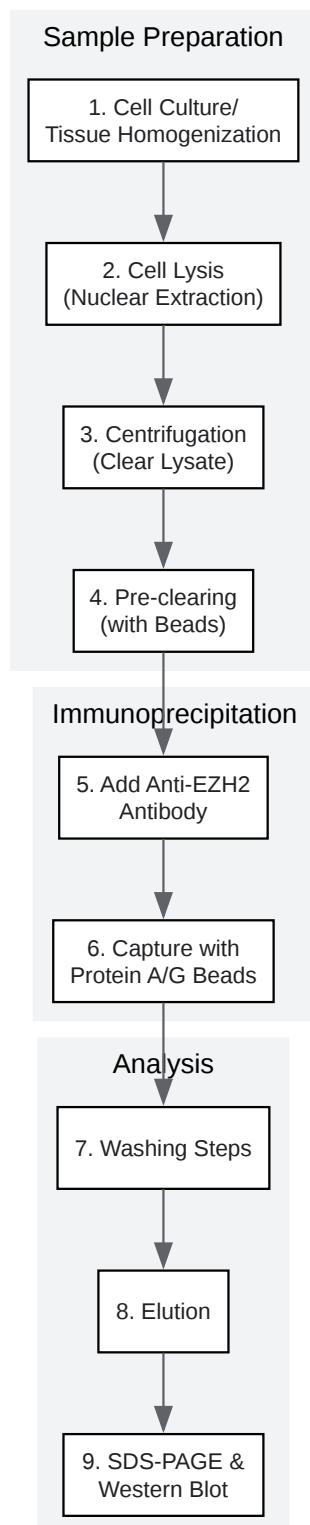 Sample Preparation
1. Cell Culture/
Tissue Homogenization
2. Cell Lysis
(Nuclear Extraction)
3. Centrifugation
(Clear Lysate)
4. Pre-clearing
(with Beads)
Immunoprecipitation
5. Add Anti-EZH2
Antibody
6. Capture with
Protein A/G Beads
Analysis
7. Washing Steps
8. Elution
9. SDS-PAGE &
Western Blot